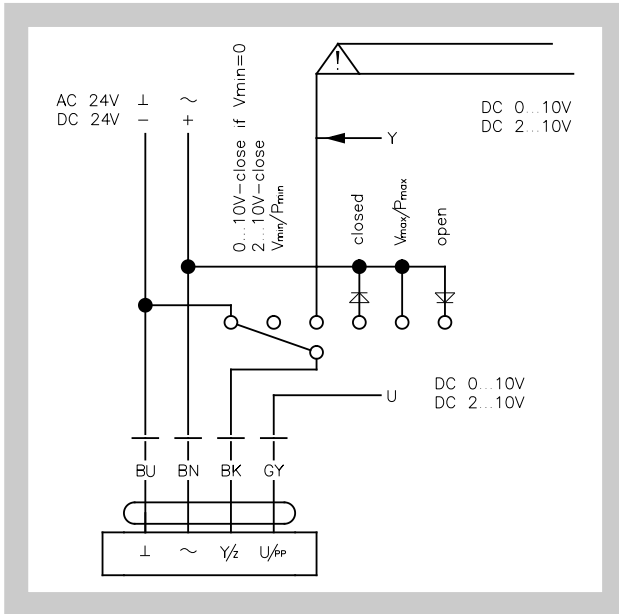 AC 24V ⊥ ~
DC 24V − +
0...10V-close if Vmin=0
2...10V-close
Vmin/Pmin
!
DC 0...10V
DC 2...10V
Y
closed
Vmax/Pmax
open
U
DC 0...10V
DC 2...10V
BU BN BK GY
⊥ ~ Y/Z U/PP